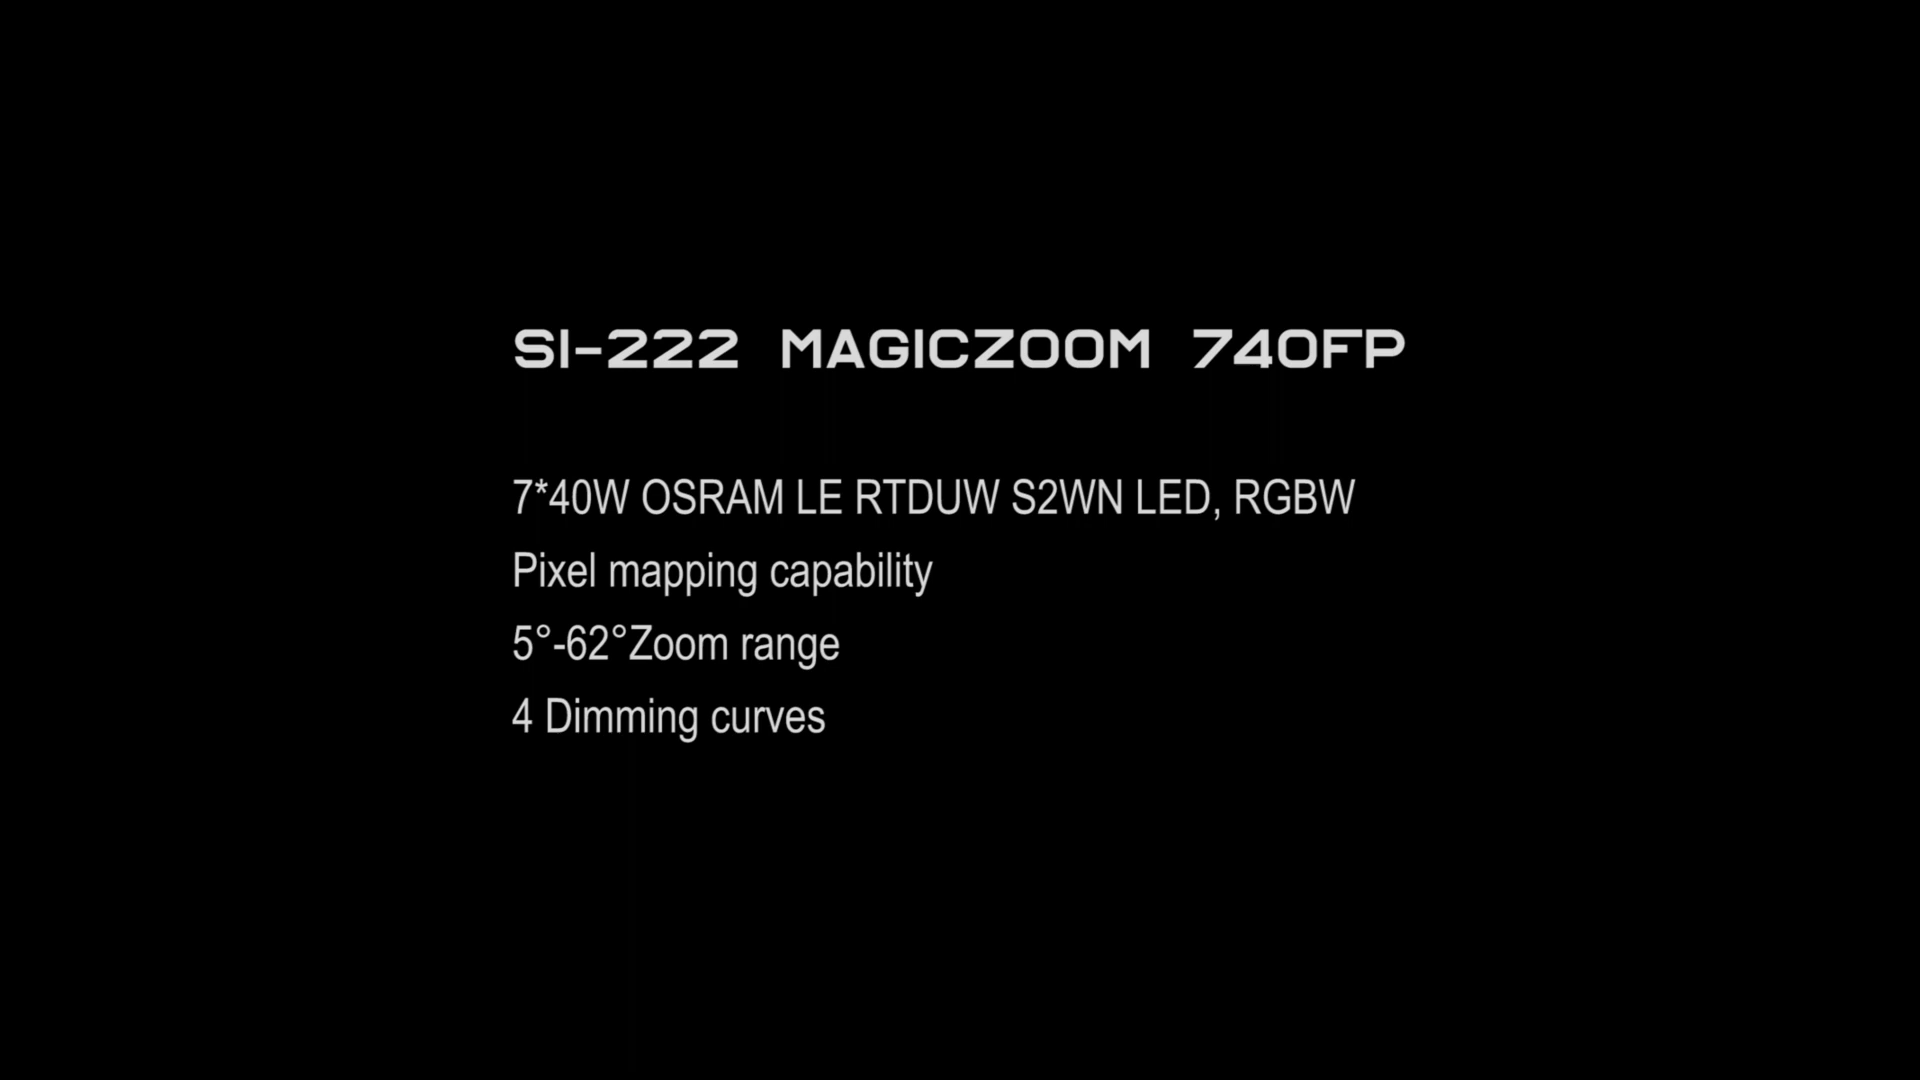 SI-222 MAGICZOOM 740FP
7*40W OSRAM LE RTDUW S2WN LED, RGBW
Pixel mapping capability
5°-62°Zoom range
4 Dimming curves